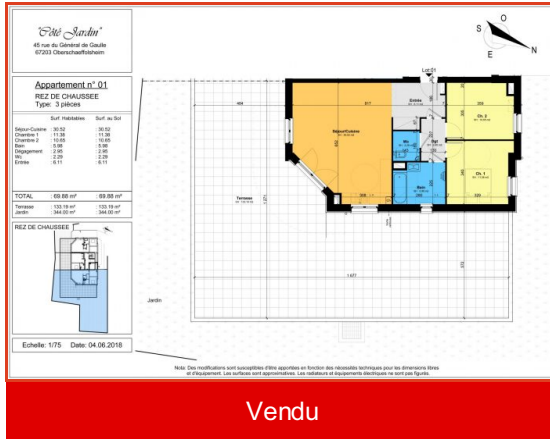 "Côté Jardin"
45 rue du Général de Gaulle
67203 Oberschaeffolsheim
Appartement n° 01
REZ DE CHAUSSEE
Type: 3 pièces
Surf. Habitables Surf. au Sol
Séjour-Cuisine : 30.52 : 30.52
Chambre 1 : 11.36 : 11.36
Chambre 2 : 10.65 : 10.65
Bain : 5.98 : 5.98
Dégagement : 2.95 : 2.95
Wc : 2.29 : 2.29
Entrée : 6.11 : 6.11
TOTAL : 69.88 m² : 69.88 m²
Terrasse : 133.19 m² : 133.19 m²
Jardin : 344.00 m² : 344.00 m²
REZ DE CHAUSSEE
Echelle: 1/75 Date: 04.06.2018
S O
E N
Lot 01
Entrée
Séjour/Cuisine
Wc
Ch. 2
Ch. 1
Bain
Terrasse
Jardin
Nota: Des modifications sont susceptibles d'être apportées en fonction des nécessités techniques pour les dimensions libres
et d'équipement. Les surfaces sont approximatives. Les radiateurs et équipements électriques ne sont pas figurés.
Vendu